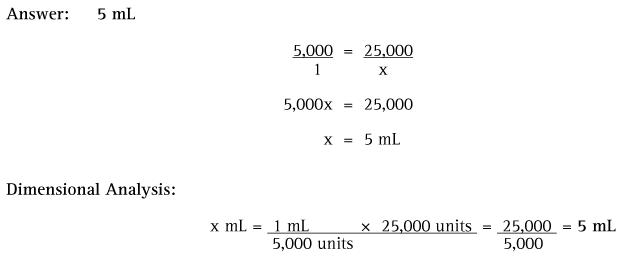 Answer: 5 mL
5,000 = 25,000
1 x
5,000x = 25,000
x = 5 mL
Dimensional Analysis:
x mL = 1 mL x 25,000 units = 25,000 = 5 mL
5,000 units 5,000